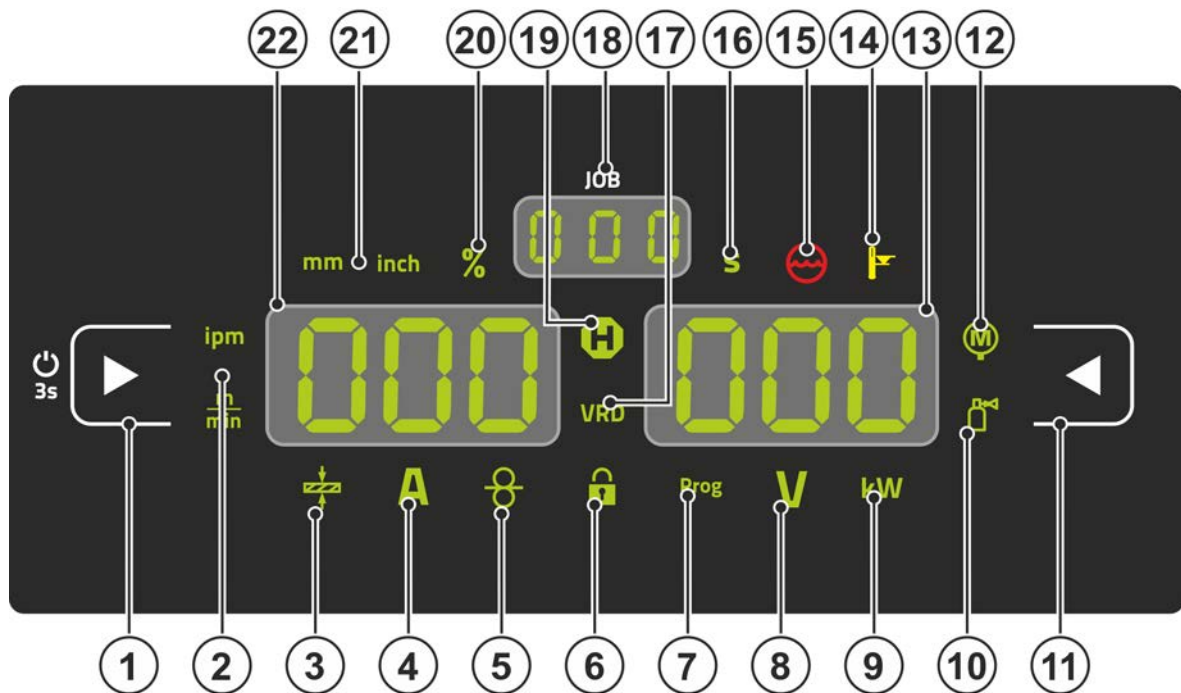 22 21 20 19 18 17 16 15 14 13 12
JOB
000
mm inch % s
ipm 000 H 000 M
3s
m
min
VRD
A Prog V kW
1 2 3 4 5 6 7 8 9 10 11